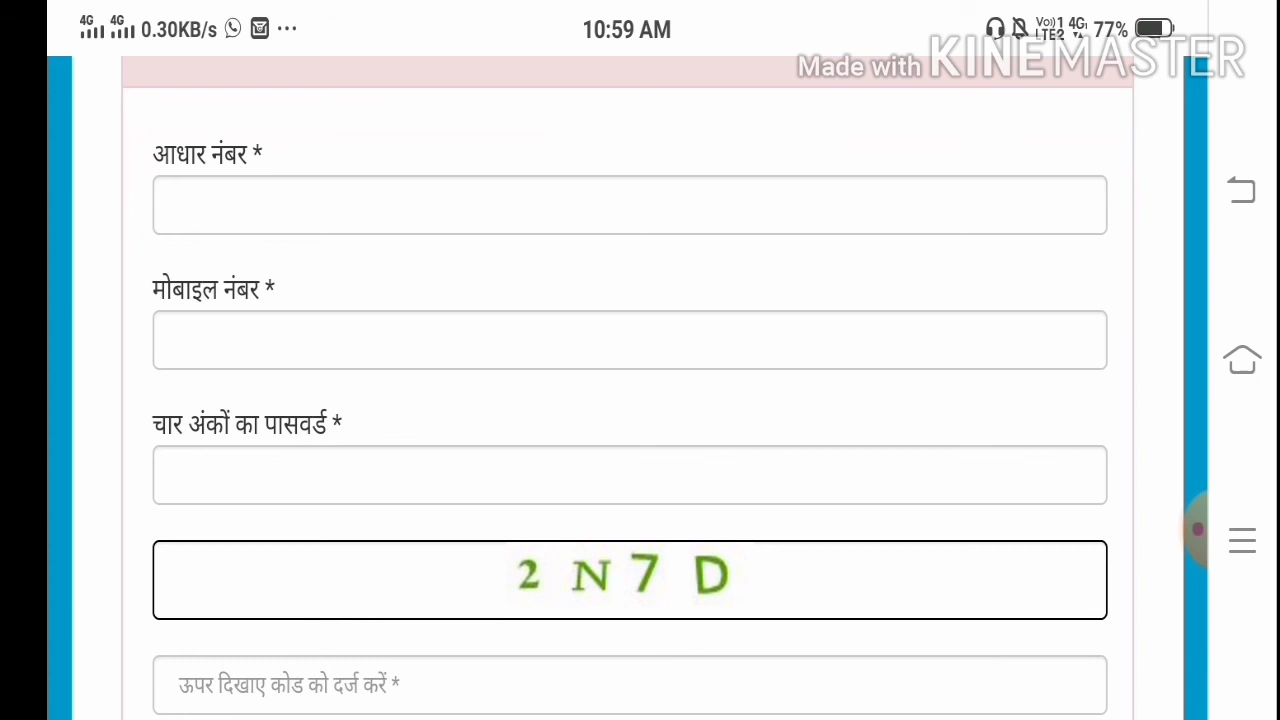 4G 4G 0.30KB/s 10:59 AM Vo) 1 4G 77%
LTE2
Made with KINEMASTER
आधार नंबर *
मोबाइल नंबर *
चार अंकों का पासवर्ड *
2 N 7 D
ऊपर दिखाए कोड को दर्ज करें *